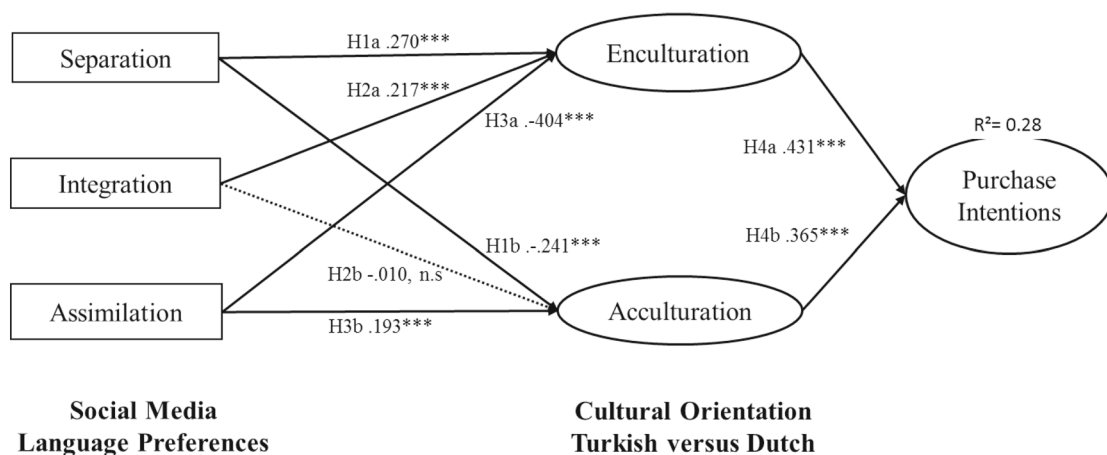 Separation
H1a .270***
Enculturation
H2a .217***
H3a .-404***
R²= 0.28
H4a .431***
Integration
Purchase
Intentions
H4b .365***
H1b .-.241***
H2b -.010, n.s
Assimilation
Acculturation
H3b .193***
Social Media
Language Preferences
Cultural Orientation
Turkish versus Dutch